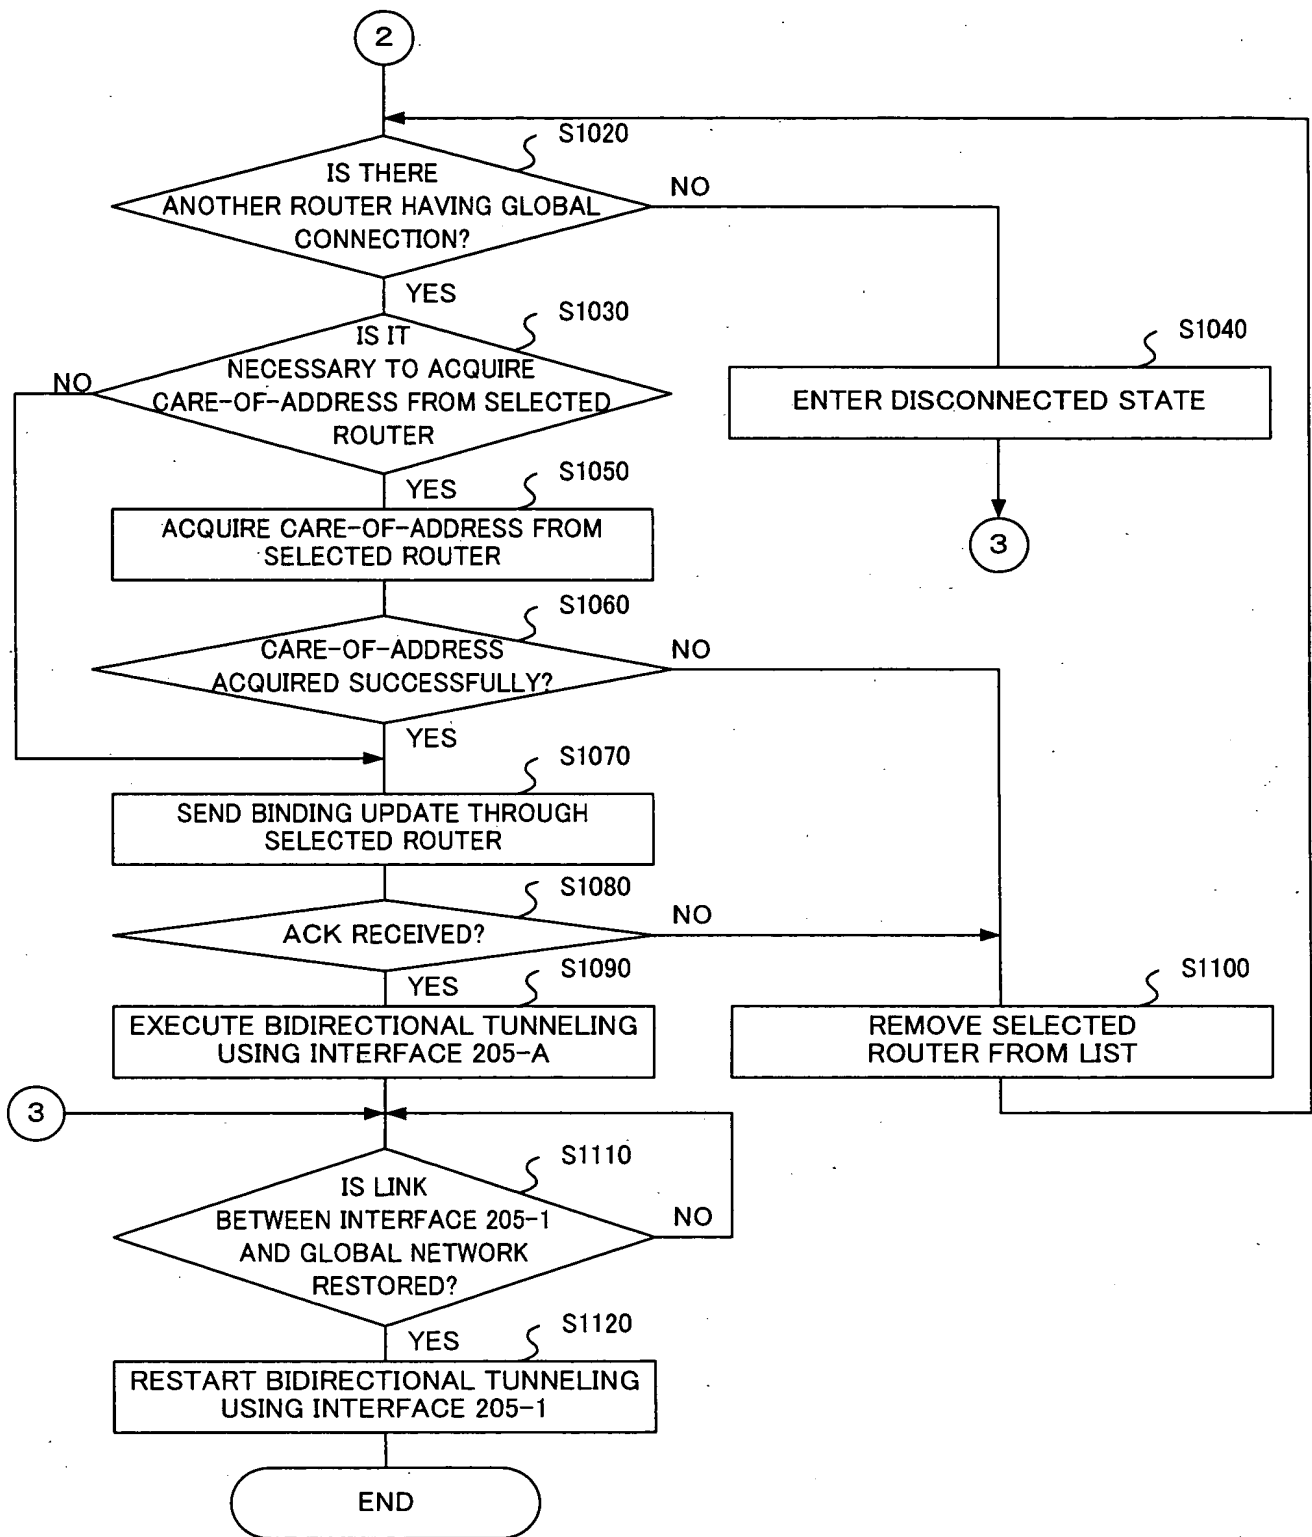 2
S1020
IS THERE
ANOTHER ROUTER HAVING GLOBAL
CONNECTION?
NO
YES
S1030
IS IT
NECESSARY TO ACQUIRE
CARE-OF-ADDRESS FROM SELECTED
ROUTER
NO
S1040
ENTER DISCONNECTED STATE
3
YES
S1050
ACQUIRE CARE-OF-ADDRESS FROM
SELECTED ROUTER
S1060
CARE-OF-ADDRESS
ACQUIRED SUCCESSFULLY?
NO
YES
S1070
SEND BINDING UPDATE THROUGH
SELECTED ROUTER
S1080
ACK RECEIVED?
NO
YES
S1090
EXECUTE BIDIRECTIONAL TUNNELING
USING INTERFACE 205-A
S1100
REMOVE SELECTED
ROUTER FROM LIST
3
S1110
IS LINK
BETWEEN INTERFACE 205-1
AND GLOBAL NETWORK
RESTORED?
NO
YES
S1120
RESTART BIDIRECTIONAL TUNNELING
USING INTERFACE 205-1
END